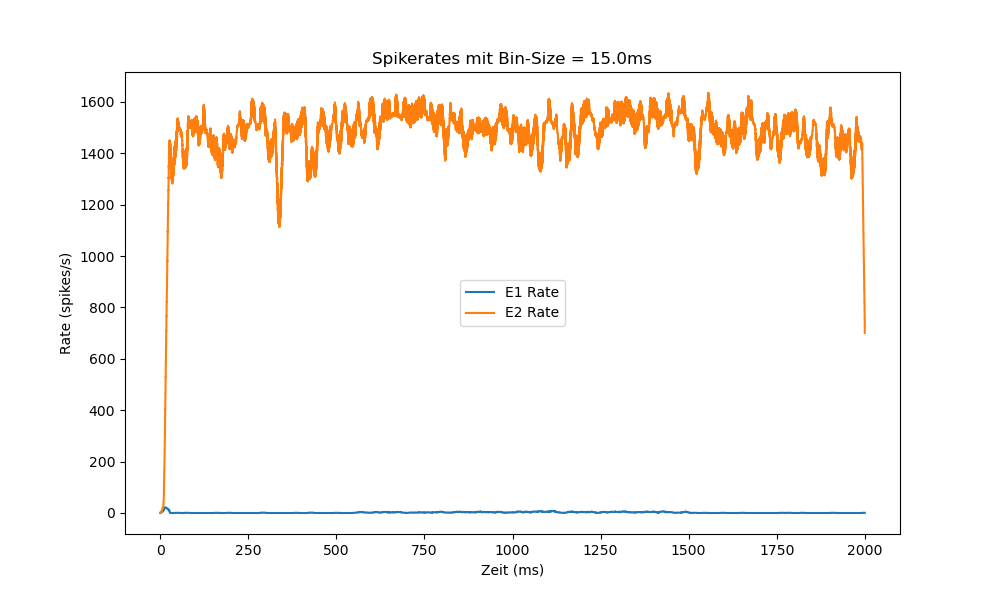 Spikerates mit Bin-Size = 15.0ms
Rate (spikes/s)
1600
1400
1200
1000
800
600
400
200
0
E1 Rate
E2 Rate
0 250 500 750 1000 1250 1500 1750 2000
Zeit (ms)